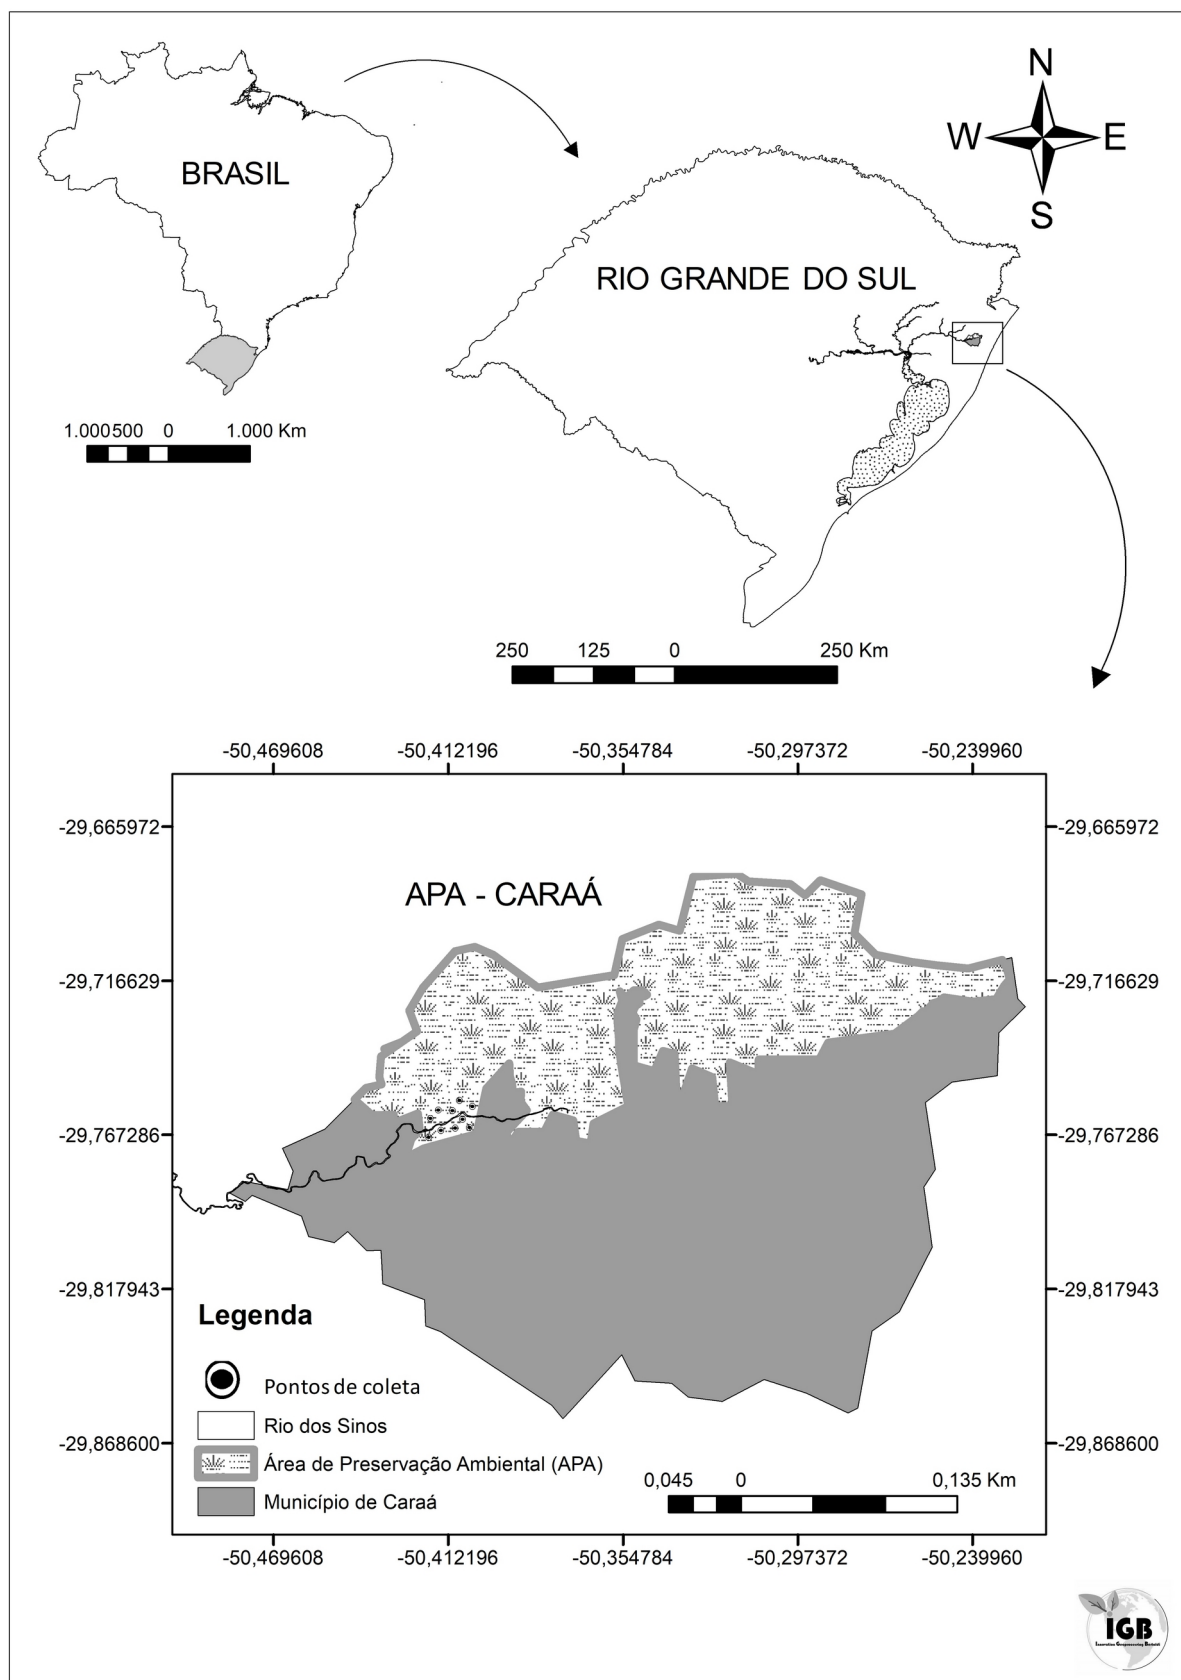 BRASIL
N
W E
S
RIO GRANDE DO SUL
1.000500 0 1.000 Km
250 125 0 250 Km
-50,469608 -50,412196 -50,354784 -50,297372 -50,239960
-29,665972 -29,665972
APA - CARAÁ
-29,716629 -29,716629
-29,767286 -29,767286
-29,817943 -29,817943
Legenda
Pontos de coleta
Rio dos Sinos
-29,868600 -29,868600
Área de Preservação Ambiental (APA)
0,045 0 0,135 Km
Município de Caraá
-50,469608 -50,412196 -50,354784 -50,297372 -50,239960
IGB